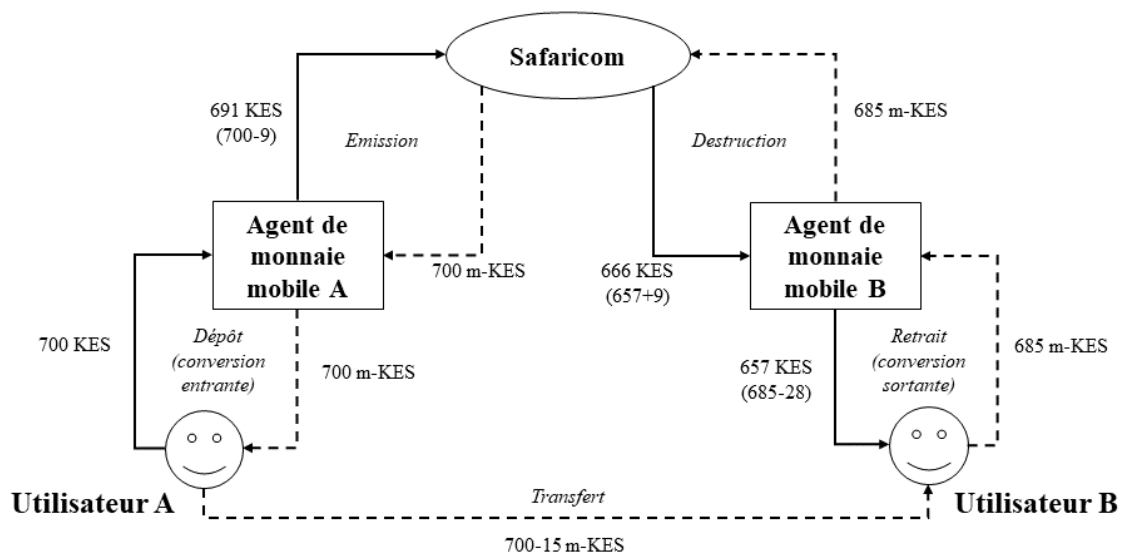 Safaricom
691 KES
(700-9)
Emission
Destruction
685 m-KES
Agent de
monnaie
mobile A
700 m-KES
666 KES
(657+9)
Agent de
monnaie
mobile B
700 KES
Dépôt
(conversion
entrante)
700 m-KES
657 KES
(685-28)
Retrait
(conversion
sortante)
685 m-KES
Utilisateur A
Transfert
Utilisateur B
700-15 m-KES